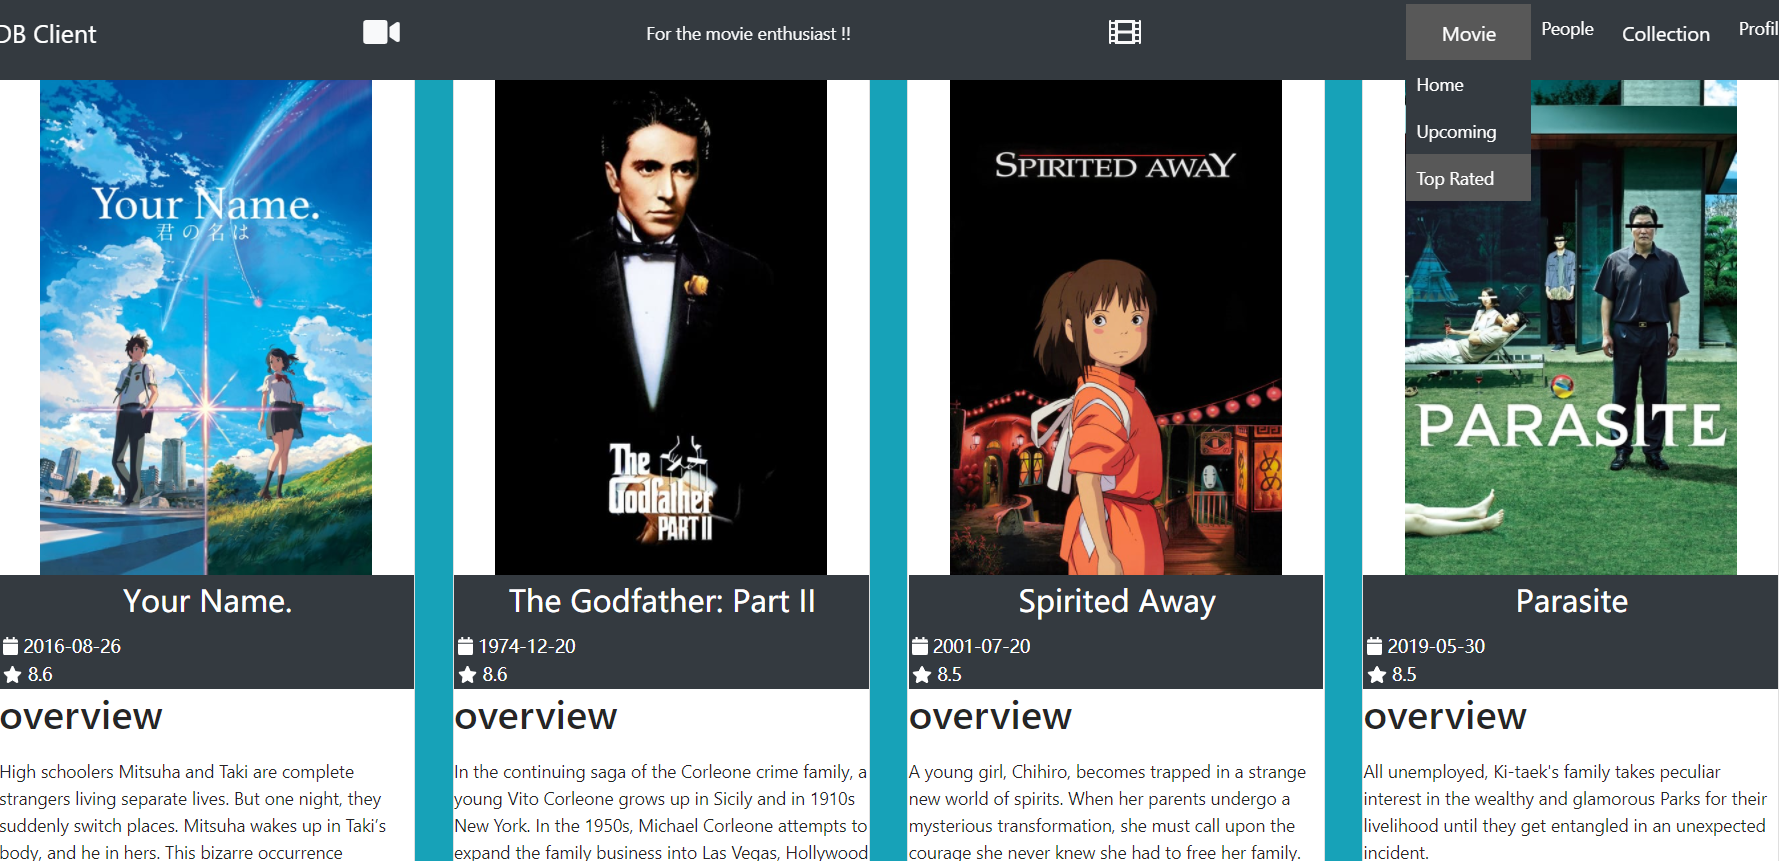 DB Client
For the movie enthusiast !!
Movie
People
Collection
Profil
Home
Upcoming
Top Rated
Your Name.
君の名は
The
Godfather
PART II
SPIRITED AWAY
PARASITE
Your Name.
2016-08-26
8.6
overview
High schoolers Mitsuha and Taki are complete
strangers living separate lives. But one night, they
suddenly switch places. Mitsuha wakes up in Taki’s
body, and he in hers. This bizarre occurrence
The Godfather: Part II
1974-12-20
8.6
overview
In the continuing saga of the Corleone crime family, a
young Vito Corleone grows up in Sicily and in 1910s
New York. In the 1950s, Michael Corleone attempts to
expand the family business into Las Vegas, Hollywood
Spirited Away
2001-07-20
8.5
overview
A young girl, Chihiro, becomes trapped in a strange
new world of spirits. When her parents undergo a
mysterious transformation, she must call upon the
courage she never knew she had to free her family.
Parasite
2019-05-30
8.5
overview
All unemployed, Ki-taek's family takes peculiar
interest in the wealthy and glamorous Parks for their
livelihood until they get entangled in an unexpected
incident.